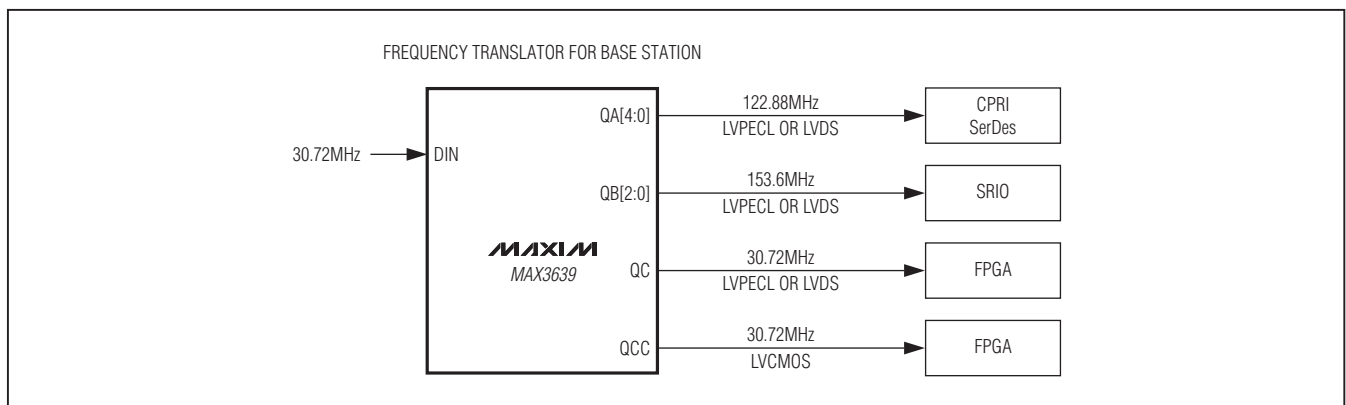 FREQUENCY TRANSLATOR FOR BASE STATION
30.72MHz
DIN
MAXIM
MAX3639
QA[4:0]
122.88MHz
LVPECL OR LVDS
CPRI
SerDes
QB[2:0]
153.6MHz
LVPECL OR LVDS
SRIO
QC
30.72MHz
LVPECL OR LVDS
FPGA
QCC
30.72MHz
LVCMOS
FPGA